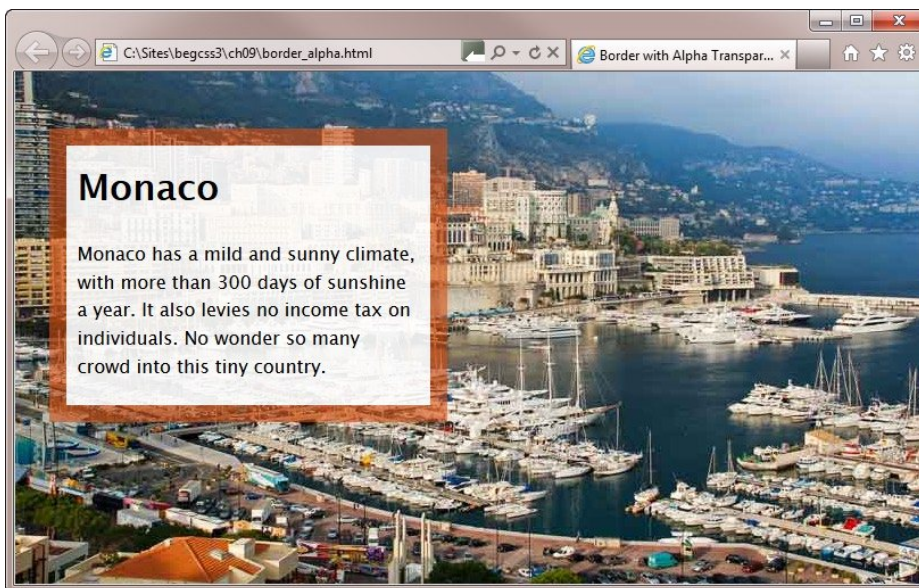 C:\Sites\begcss3\ch09\border_alpha.html
Border with Alpha Transpar...
Monaco
Monaco has a mild and sunny climate,
with more than 300 days of sunshine
a year. It also levies no income tax on
individuals. No wonder so many
crowd into this tiny country.